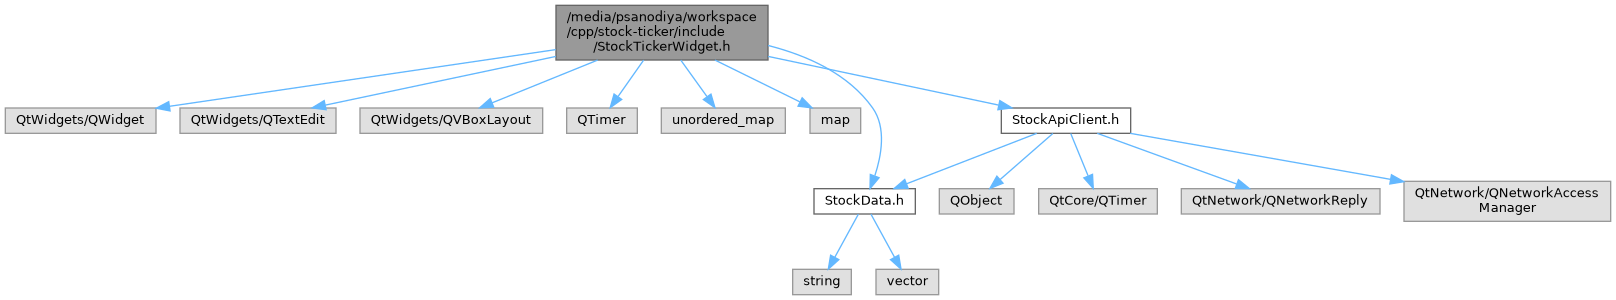 /media/psanodiya/workspace
/cpp/stock-ticker/include
/StockTickerWidget.h
QtWidgets/QWidget
QtWidgets/QTextEdit
QtWidgets/QVBoxLayout
QTimer
unordered_map
map
StockApiClient.h
StockData.h
QObject
QtCore/QTimer
QtNetwork/QNetworkReply
QtNetwork/QNetworkAccess
Manager
string
vector